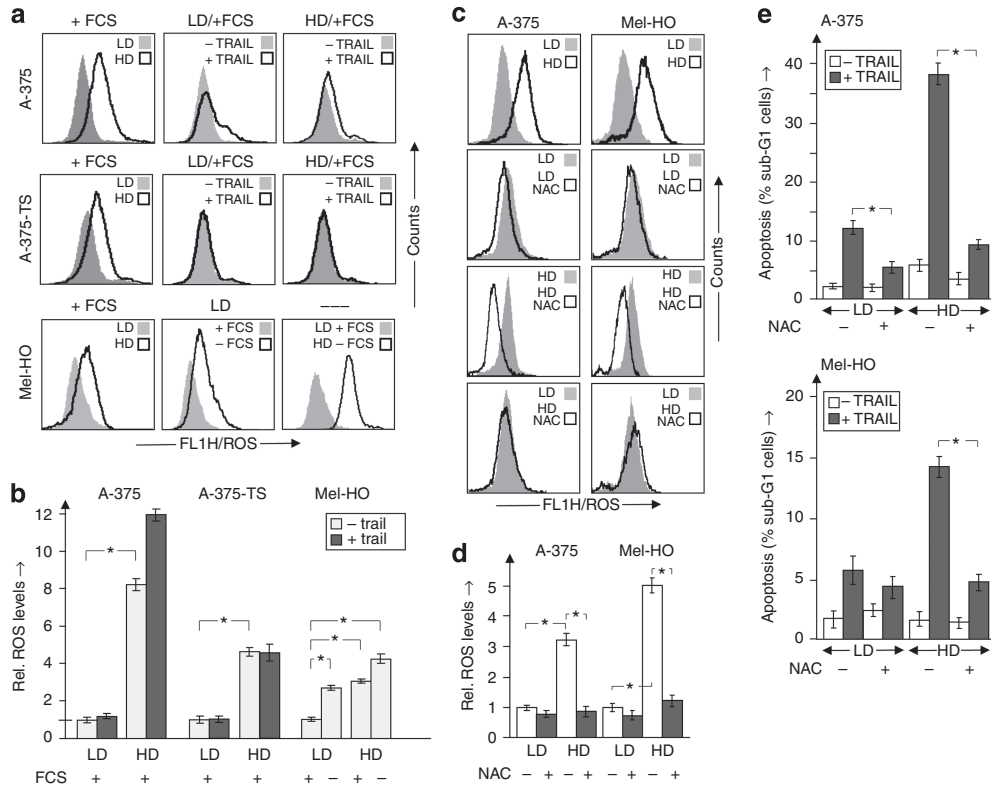 a
+ FCS
LD/+FCS
HD/+FCS
A-375
LD
HD
– TRAIL
+ TRAIL
– TRAIL
+ TRAIL
+ FCS
LD/+FCS
HD/+FCS
A-375-TS
LD
HD
– TRAIL
+ TRAIL
– TRAIL
+ TRAIL
+ FCS
LD
–––
Mel-HO
LD
HD
+ FCS
– FCS
LD + FCS
HD – FCS
Counts
FL1H/ROS
b
A-375
A-375-TS
Mel-HO
– trail
+ trail
Rel. ROS levels →
12
10
8
6
4
2
0
*
*
*
*
*
LD
HD
LD
HD
LD
HD
FCS
+
+
+
+
+
–
+
–
c
A-375
Mel-HO
LD
HD
LD
HD
LD
LD
NAC
LD
LD
NAC
HD
HD
NAC
HD
HD
NAC
LD
HD
NAC
LD
HD
NAC
Counts
FL1H/ROS
d
A-375
Mel-HO
Rel. ROS levels →
5
4
3
2
1
0
*
*
*
*
LD
HD
LD
HD
NAC
–
+
–
+
–
+
–
+
e
A-375
– TRAIL
+ TRAIL
Apoptosis (% sub-G1 cells) →
40
30
20
10
0
*
*
LD
HD
NAC
–
+
–
+
Mel-HO
– TRAIL
+ TRAIL
Apoptosis (% sub-G1 cells) →
20
15
10
5
0
*
LD
HD
NAC
–
+
–
+